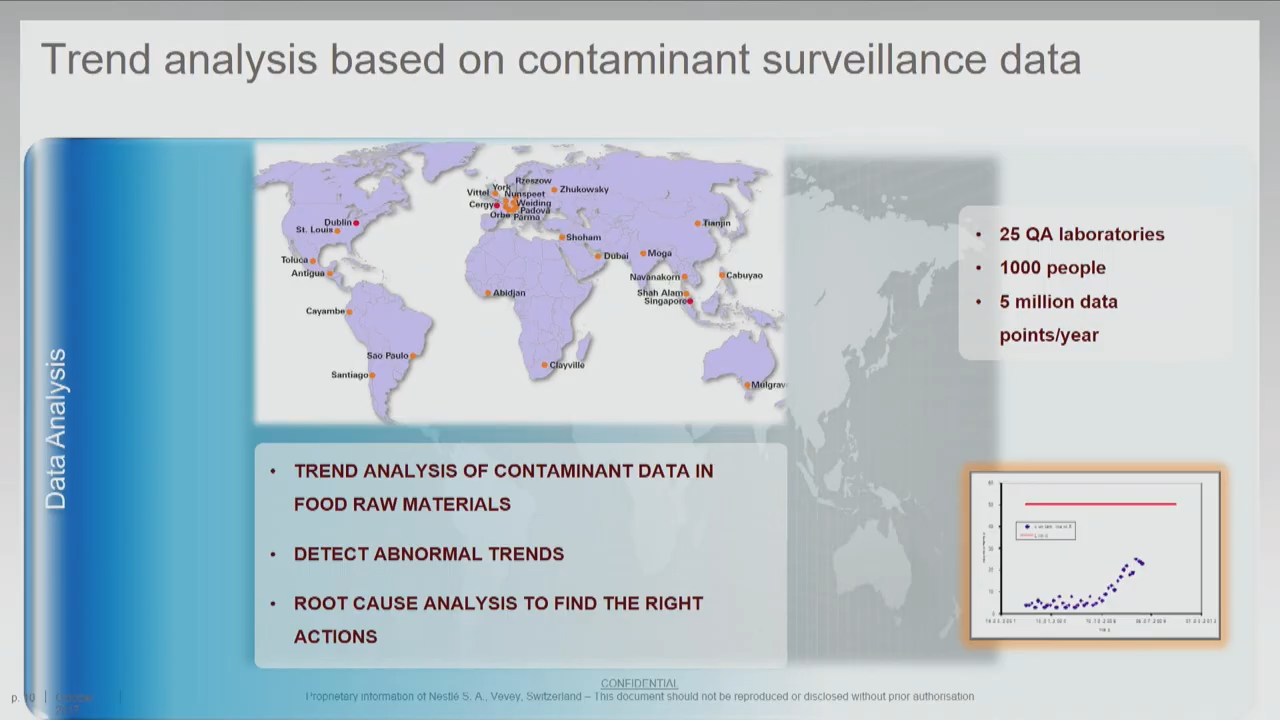 Trend analysis based on contaminant surveillance data
Data Analysis
Rzeszow
York
Vittel
Nunspeet
Zhukowsky
Cergy
Weiding
Padova
Orbe
Parma
Dublin
St. Louis
Tianjin
Shoham
Toluca
Dubai
Moga
Antigua
Navanakorn
Cabuyao
Abidjan
Shah Alam
Singapore
Cayambe
Sao Paulo
Clayville
Santiago
Mulgrav
• 25 QA laboratories
• 1000 people
• 5 million data
points/year
• TREND ANALYSIS OF CONTAMINANT DATA IN
FOOD RAW MATERIALS
• DETECT ABNORMAL TRENDS
• ROOT CAUSE ANALYSIS TO FIND THE RIGHT
ACTIONS
CONFIDENTIAL
Proprietary information of Nestlé S. A., Vevey, Switzerland – This document should not be reproduced or disclosed without prior authorisation
p. 10